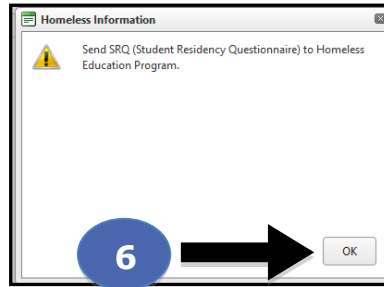 Homeless Information
Send SRQ (Student Residency Questionnaire) to Homeless
Education Program.
6
OK